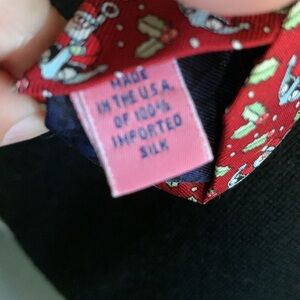 MADE
IN THE U.S.A.
OF 100%
IMPORTED
SILK